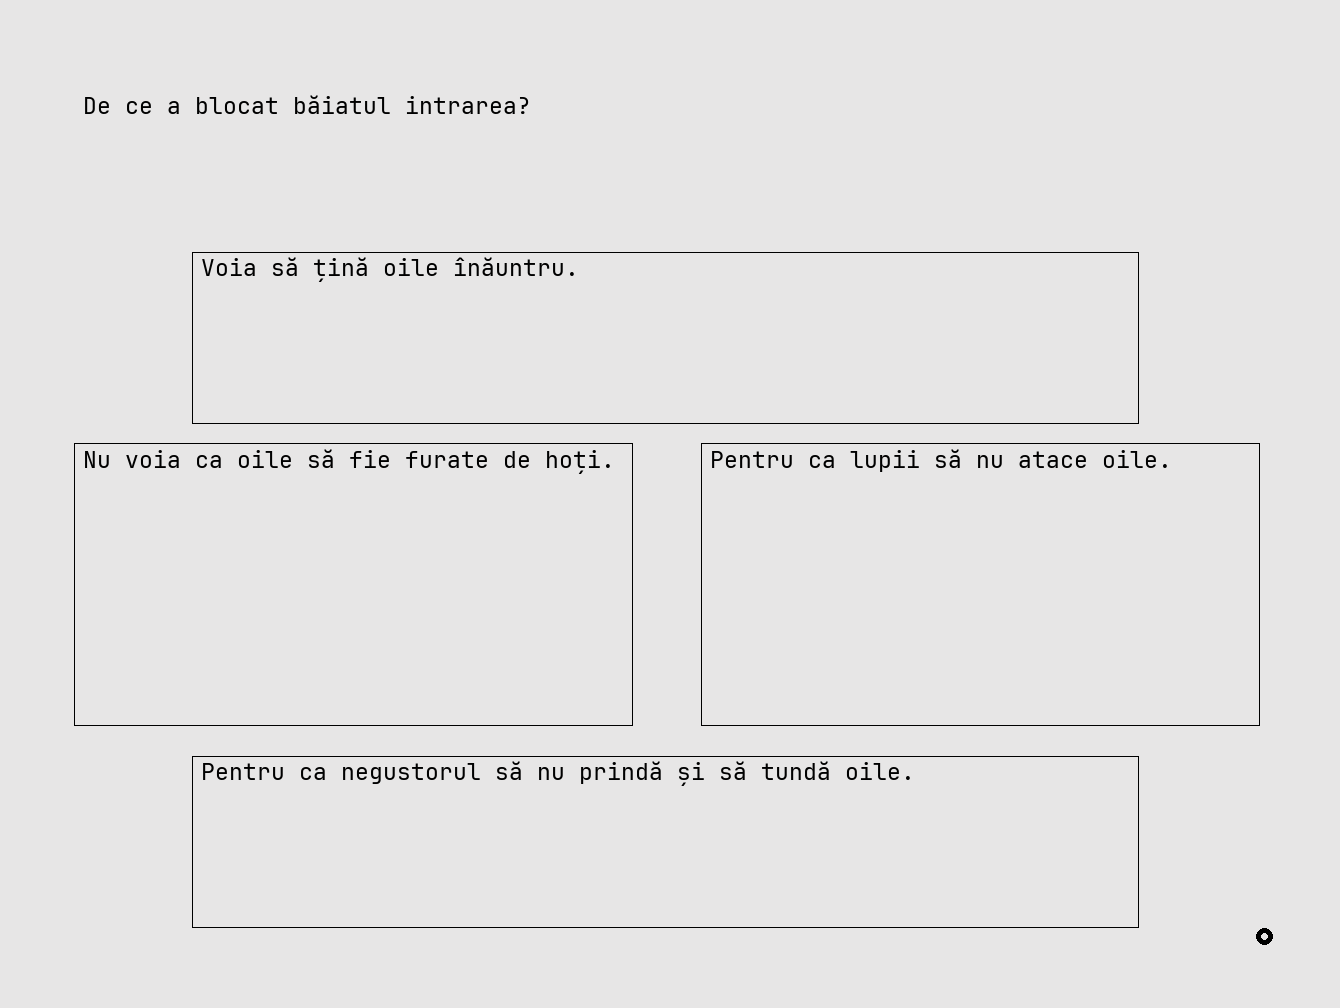 De ce a blocat băiatul intrarea?
Voia să țină oile înăuntru.
Nu voia ca oile să fie furate de hoți.
Pentru ca lupii să nu atace oile.
Pentru ca negustorul să nu prindă și să tundă oile.